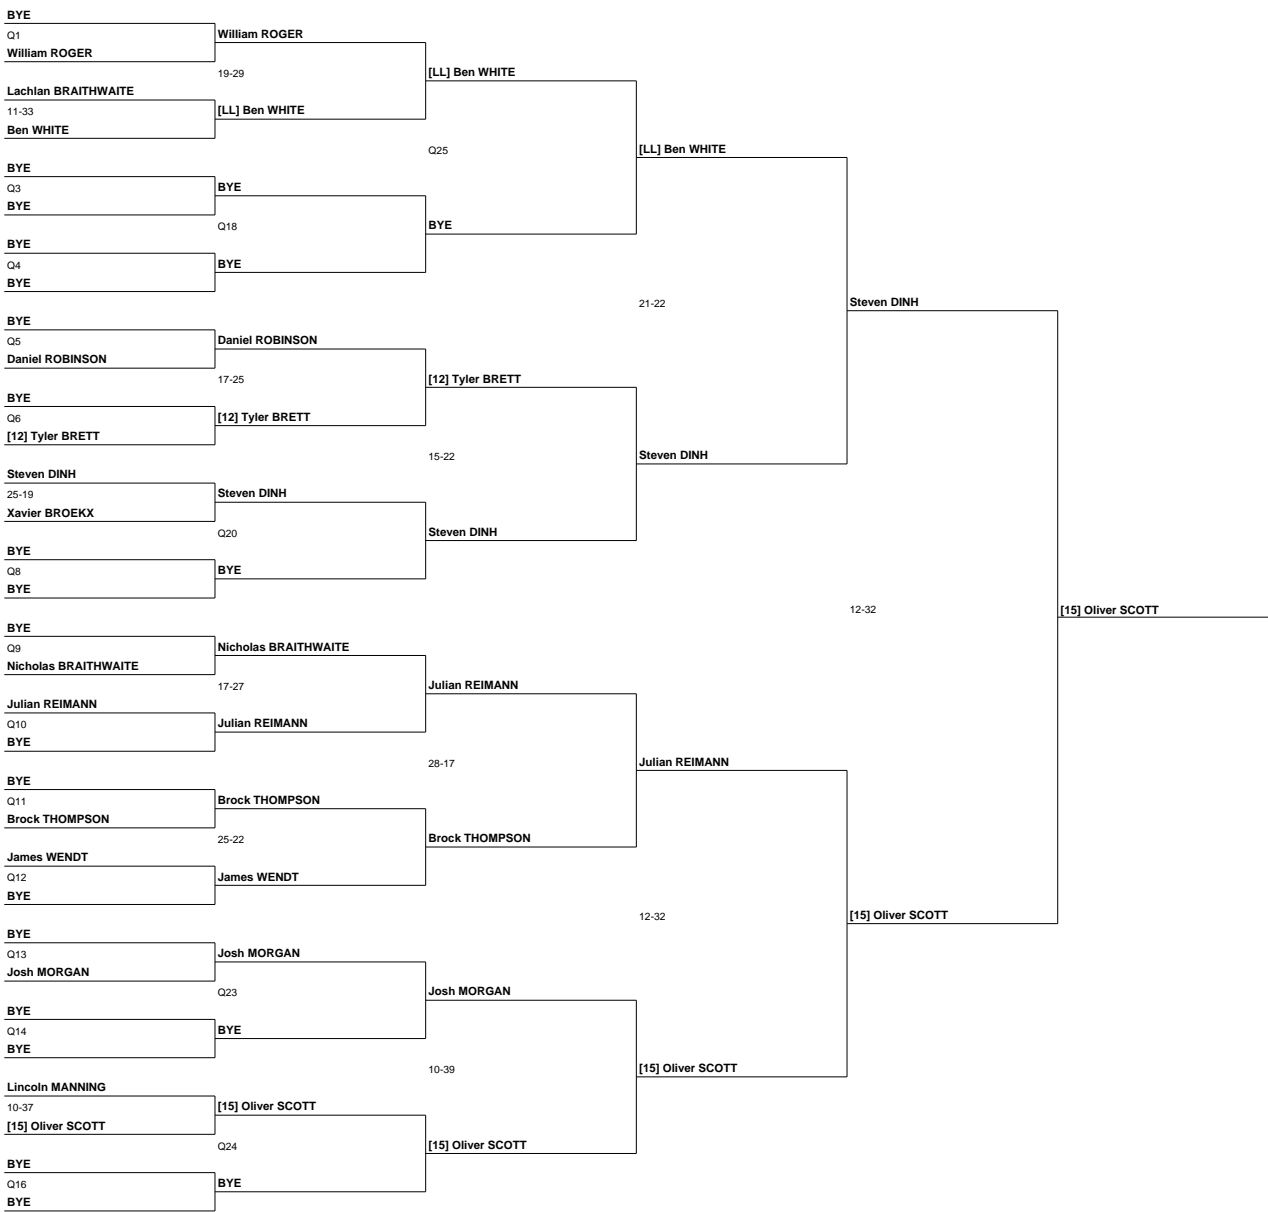 BYE
Q1
William ROGER
Lachlan BRAITHWAITE
11-33
Ben WHITE
BYE
Q3
BYE
BYE
Q4
BYE
BYE
Q5
Daniel ROBINSON
BYE
Q6
[12] Tyler BRETT
Steven DINH
25-19
Xavier BROEKX
BYE
Q8
BYE
BYE
Q9
Nicholas BRAITHWAITE
Julian REIMANN
Q10
BYE
BYE
Q11
Brock THOMPSON
James WENDT
Q12
BYE
BYE
Q13
Josh MORGAN
BYE
Q14
BYE
Lincoln MANNING
10-37
[15] Oliver SCOTT
BYE
Q16
BYE
William ROGER
19-29
[LL] Ben WHITE
BYE
Q18
BYE
Daniel ROBINSON
17-25
[12] Tyler BRETT
Steven DINH
Q20
BYE
Nicholas BRAITHWAITE
17-27
Julian REIMANN
Brock THOMPSON
25-22
James WENDT
Josh MORGAN
Q23
BYE
[15] Oliver SCOTT
Q24
BYE
[LL] Ben WHITE
Q25
BYE
[12] Tyler BRETT
15-22
Steven DINH
Julian REIMANN
28-17
Brock THOMPSON
Josh MORGAN
10-39
[15] Oliver SCOTT
[LL] Ben WHITE
21-22
Steven DINH
Julian REIMANN
12-32
[15] Oliver SCOTT
Steven DINH
12-32
[15] Oliver SCOTT
[15] Oliver SCOTT